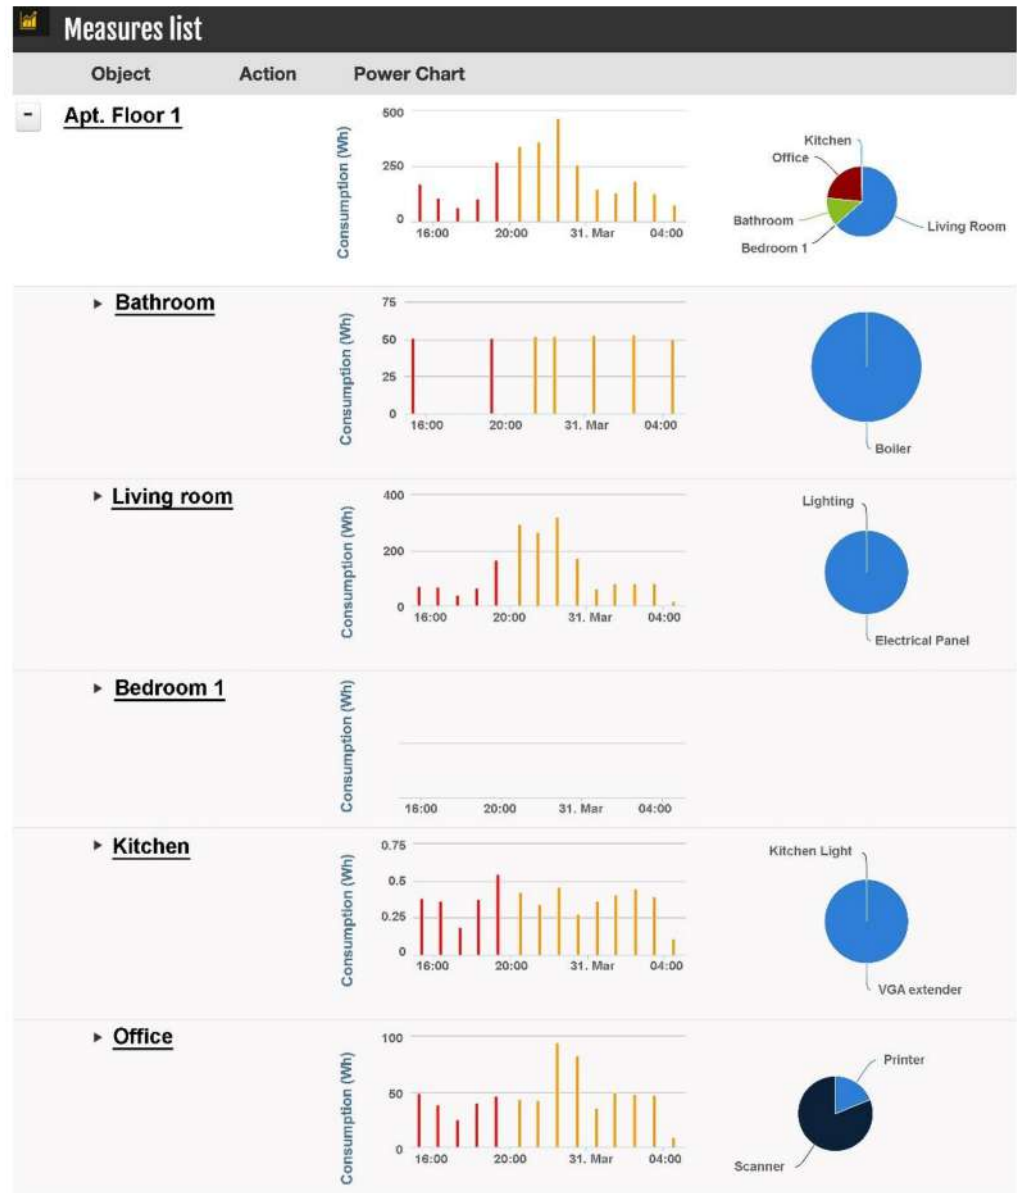 Measures list
Object Action Power Chart
- Apt. Floor 1
Consumption (Wh)
500
250
0
16:00 20:00 31. Mar 04:00
Kitchen
Office
Bathroom
Bedroom 1
Living Room
Bathroom
Consumption (Wh)
75
50
25
0
16:00 20:00 31. Mar 04:00
Boiler
Living room
Consumption (Wh)
400
200
0
16:00 20:00 31. Mar 04:00
Lighting
Electrical Panel
Bedroom 1
Consumption (Wh)
16:00 20:00 31. Mar 04:00
Kitchen
Consumption (Wh)
0.75
0.5
0.25
0
16:00 20:00 31. Mar 04:00
Kitchen Light
VGA extender
Office
Consumption (Wh)
100
50
0
16:00 20:00 31. Mar 04:00
Printer
Scanner